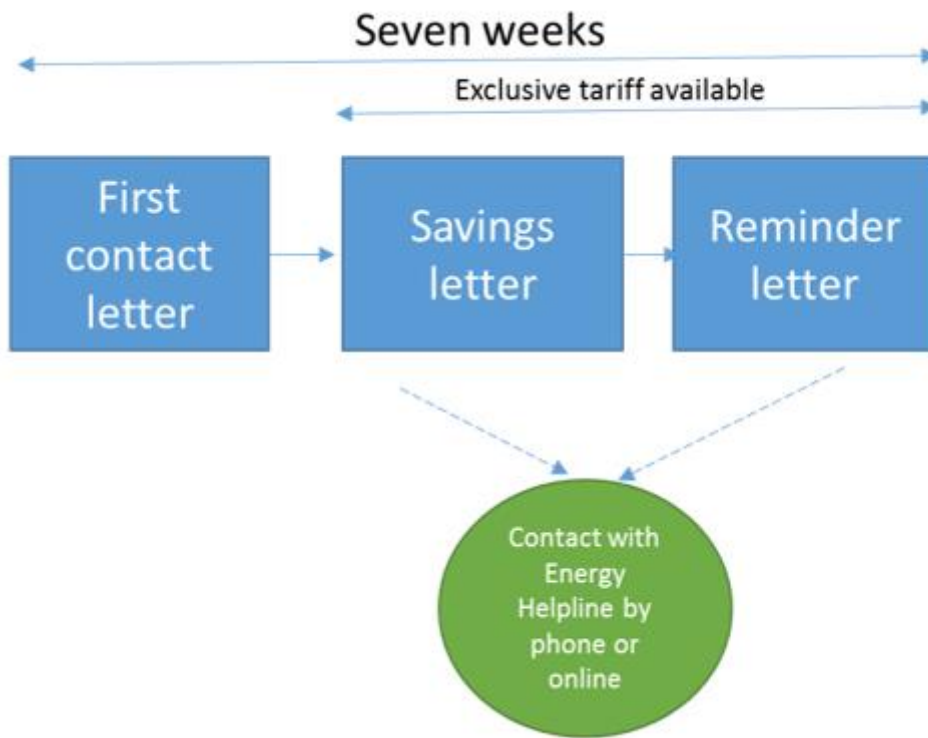 Seven weeks
Exclusive tariff available
First
contact
letter
Savings
letter
Reminder
letter
Contact with
Energy
Helpline by
phone or
online